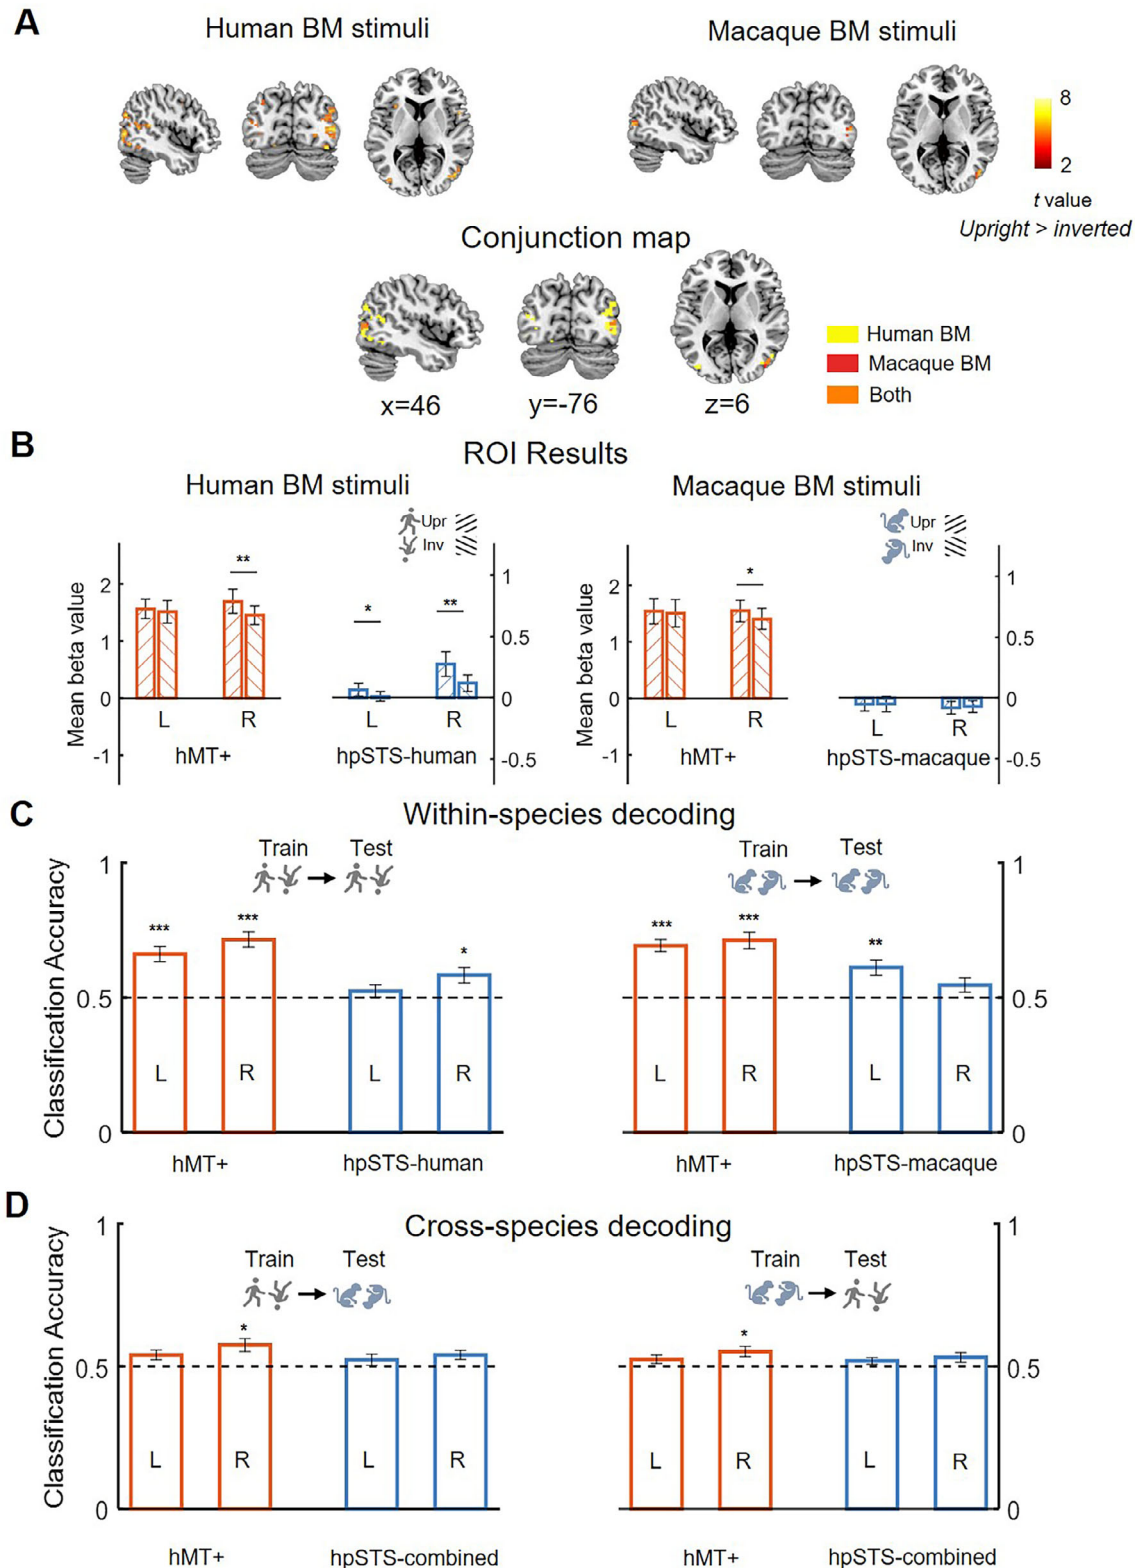 A
Human BM stimuli
Macaque BM stimuli
8
2
t value
Upright > inverted
Conjunction map
Human BM
Macaque BM
Both
x=46
y=-76
z=6
B
ROI Results
Human BM stimuli
Macaque BM stimuli
Upr
Inv
Upr
Inv
Mean beta value
2
1
0
-1
**
L
R
hMT+
*
**
L
R
hpSTS-human
1
0.5
0
-0.5
Mean beta value
2
1
0
-1
*
L
R
hMT+
L
R
hpSTS-macaque
1
0.5
0
-0.5
C
Within-species decoding
Train
Test
Train
Test
Classification Accuracy
1
0.5
0
***
***
*
L
R
L
R
hMT+
hpSTS-human
***
***
**
L
R
L
R
hMT+
hpSTS-macaque
1
0.5
0
D
Cross-species decoding
Train
Test
Train
Test
Classification Accuracy
1
0.5
0
*
L
R
L
R
hMT+
hpSTS-combined
*
L
R
L
R
hMT+
hpSTS-combined
1
0.5
0